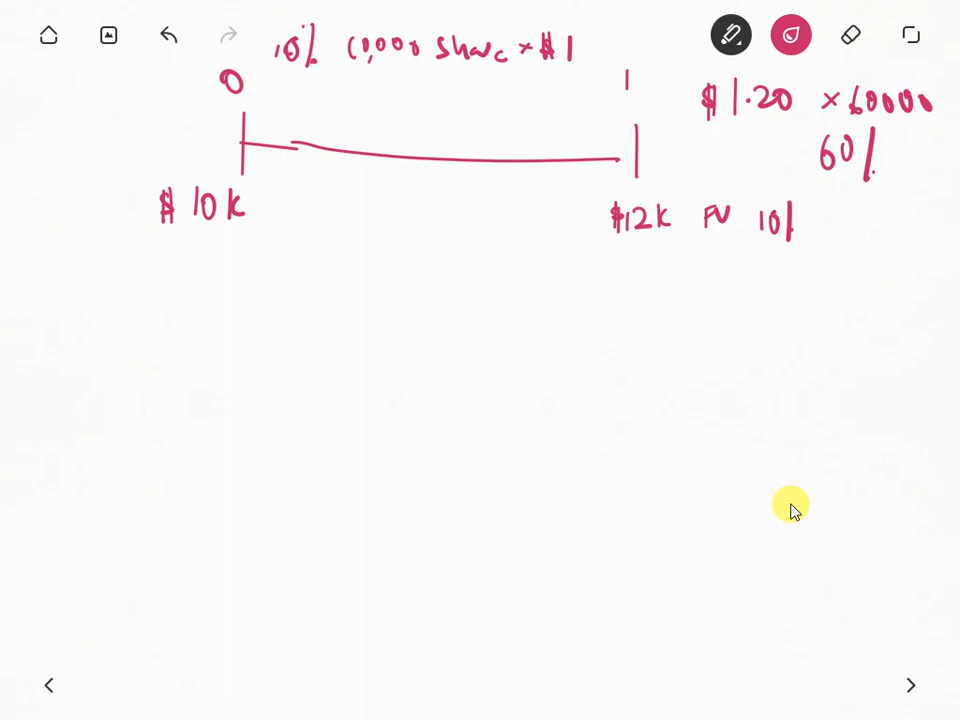 10% 10,000 share × $1
0 1
$1.20 × 60000
60%
$10k
$12k FV 10%